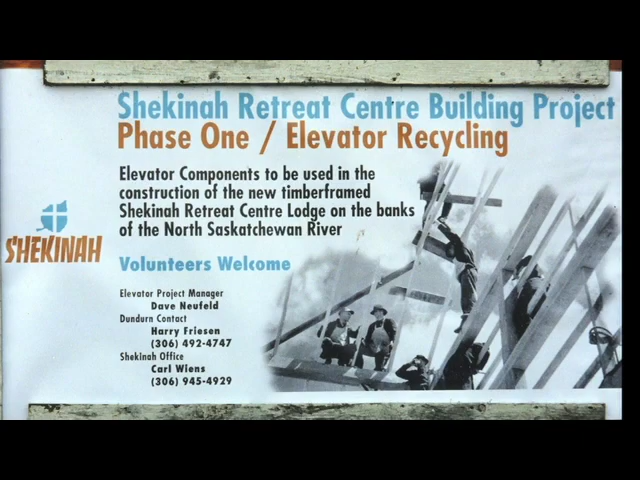 Shekinah Retreat Centre Building Project
Phase One / Elevator Recycling
Elevator Components to be used in the
construction of the new timberframed
Shekinah Retreat Centre Lodge on the banks
of the North Saskatchewan River
SHEKINAH
Volunteers Welcome
Elevator Project Manager
Dave Neufeld
Dundurn Contact
Harry Friesen
(306) 492-4747
Shekinah Office
Carl Wiens
(306) 945-4929